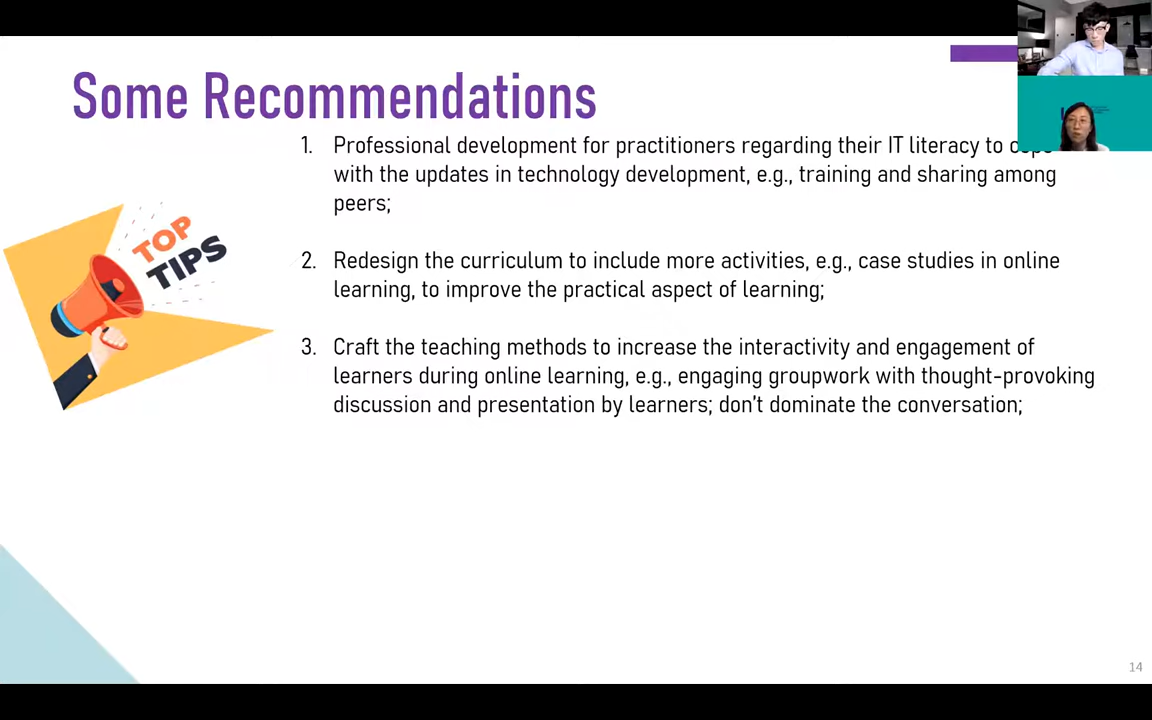 Some Recommendations
1. Professional development for practitioners regarding their IT literacy to cope
with the updates in technology development, e.g., training and sharing among
peers;
TOP
TIPS
2. Redesign the curriculum to include more activities, e.g., case studies in online
learning, to improve the practical aspect of learning;
3. Craft the teaching methods to increase the interactivity and engagement of
learners during online learning, e.g., engaging groupwork with thought-provoking
discussion and presentation by learners; don't dominate the conversation;
14